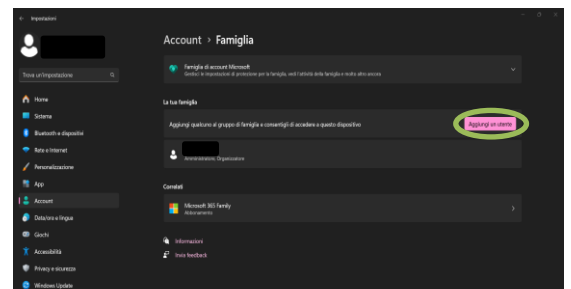 Impostazioni
Account > Famiglia
Trova un'impostazione
Home
Sistema
Bluetooth e dispositivi
Rete e Internet
Personalizzazione
App
Account
Data/ora e lingua
Giochi
Accessibilità
Privacy e sicurezza
Windows Update
Famiglia di account Microsoft
Gestisci le impostazioni di protezione per la famiglia, vedi l'attività della famiglia e molto altro ancora
La tua famiglia
Aggiungi qualcuno al gruppo di famiglia e consentigli di accedere a questo dispositivo
Aggiungi un utente
Amministratore, Organizzatore
Correlati
Microsoft 365 Family
Abbonamento
Informazioni
Invia feedback